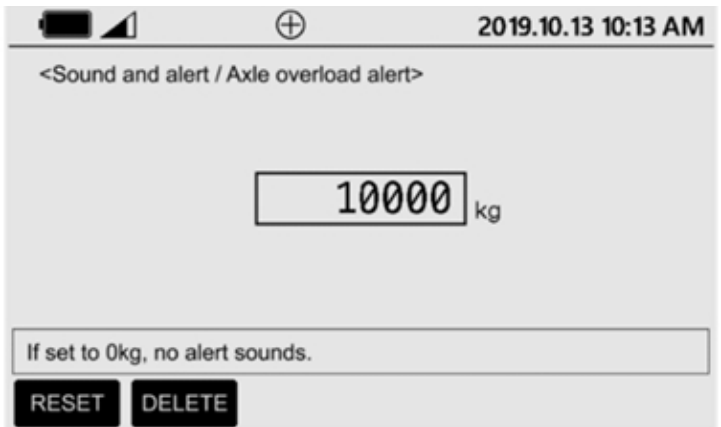 2019.10.13 10:13 AM
<Sound and alert / Axle overload alert>
10000 kg
If set to 0kg, no alert sounds.
RESET DELETE